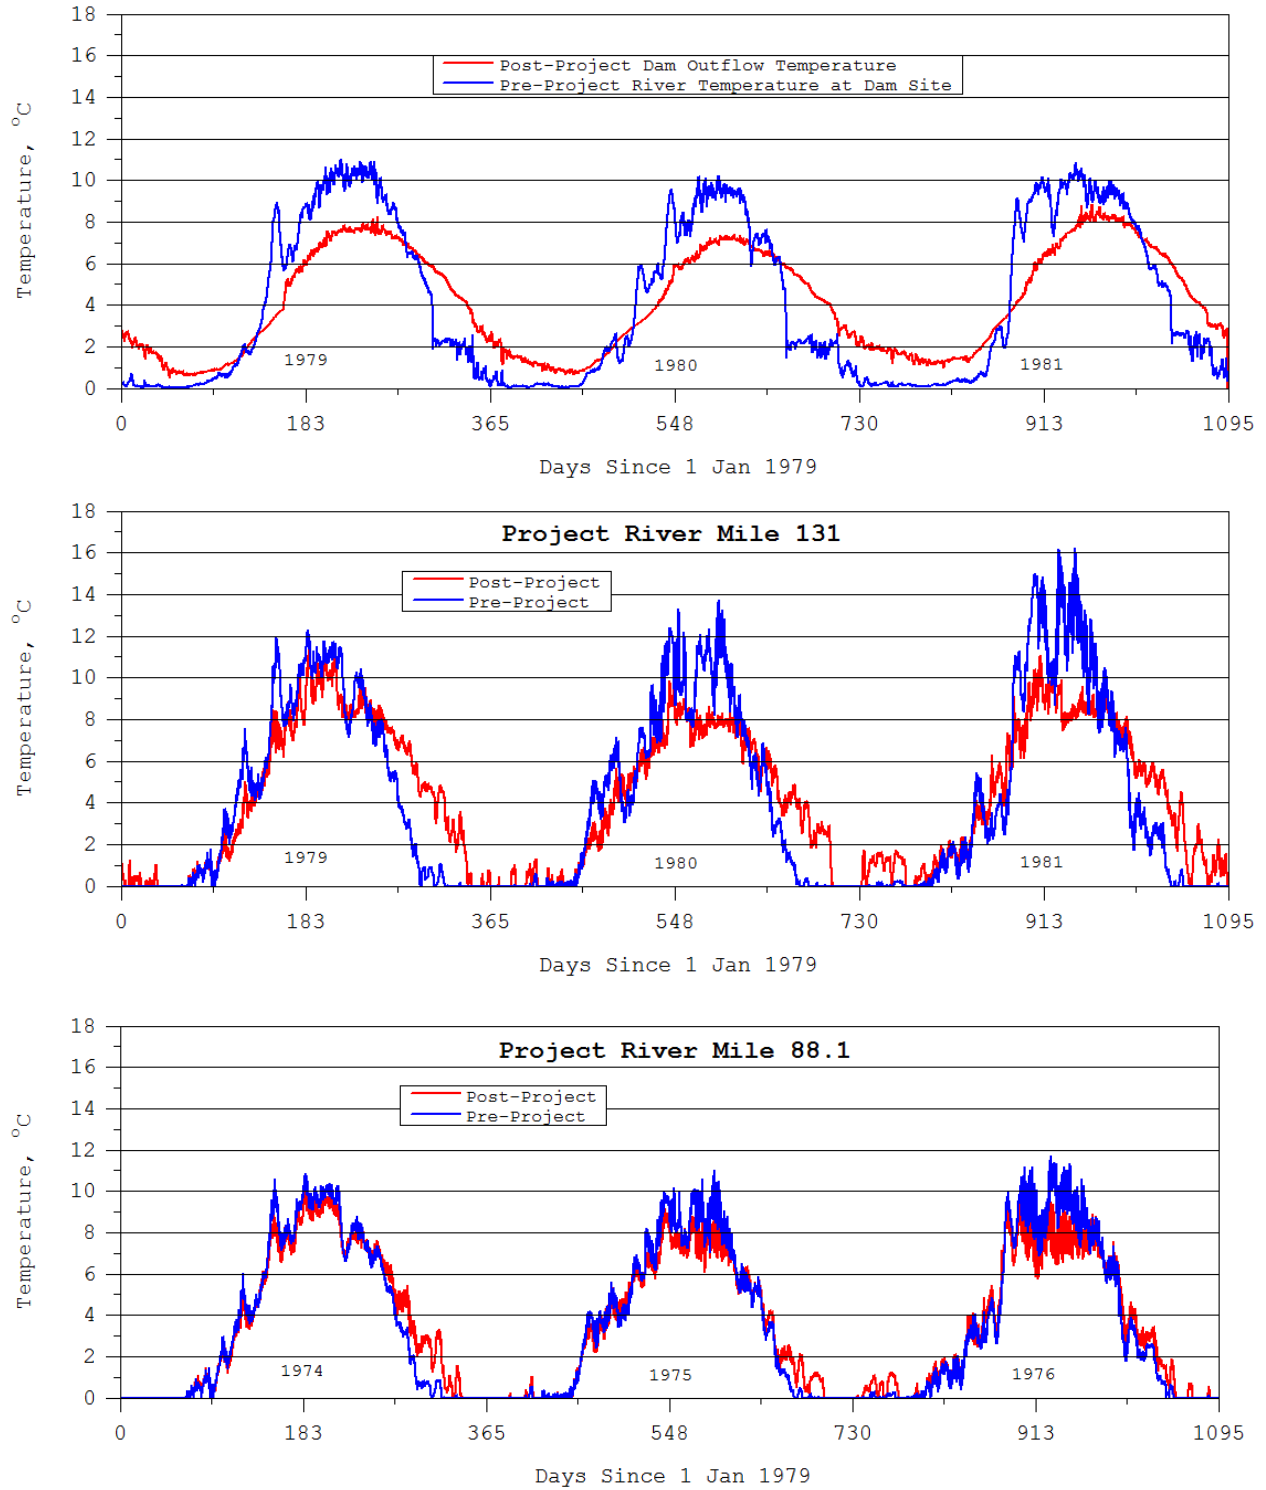 18
16
Post-Project Dam Outflow Temperature
Pre-Project River Temperature at Dam Site
14
12
10
8
6
4
2
0
Temperature, °C
1979
1980
1981
0 183 365 548 730 913 1095
Days Since 1 Jan 1979
18
Project River Mile 131
16
Post-Project
Pre-Project
14
12
10
8
6
4
2
0
Temperature, °C
1979
1980
1981
0 183 365 548 730 913 1095
Days Since 1 Jan 1979
18
Project River Mile 88.1
16
Post-Project
Pre-Project
14
12
10
8
6
4
2
0
Temperature, °C
1974
1975
1976
0 183 365 548 730 913 1095
Days Since 1 Jan 1979